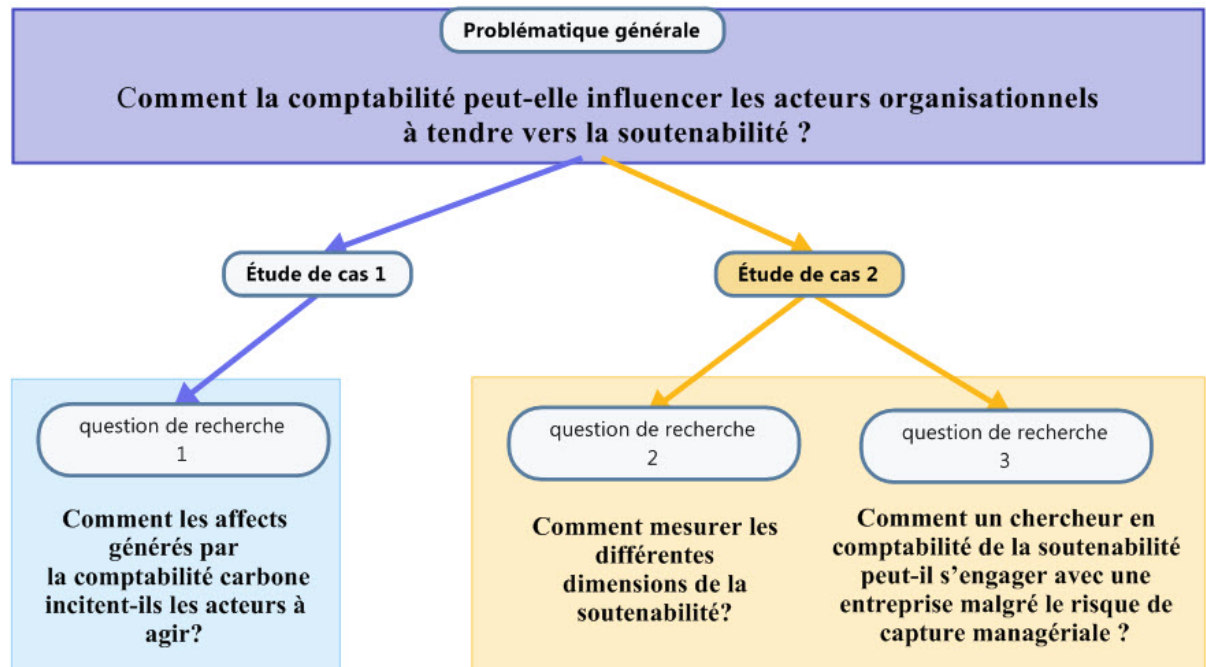 Problématique générale
Comment la comptabilité peut-elle influencer les acteurs organisationnels
à tendre vers la soutenabilité ?
Étude de cas 1
Étude de cas 2
question de recherche
1
Comment les affects
générés par
la comptabilité carbone
incitent-ils les acteurs à
agir?
question de recherche
2
Comment mesurer les
différentes
dimensions de la
soutenabilité?
question de recherche
3
Comment un chercheur en
comptabilité de la soutenabilité
peut-il s’engager avec une
entreprise malgré le risque de
capture managériale ?